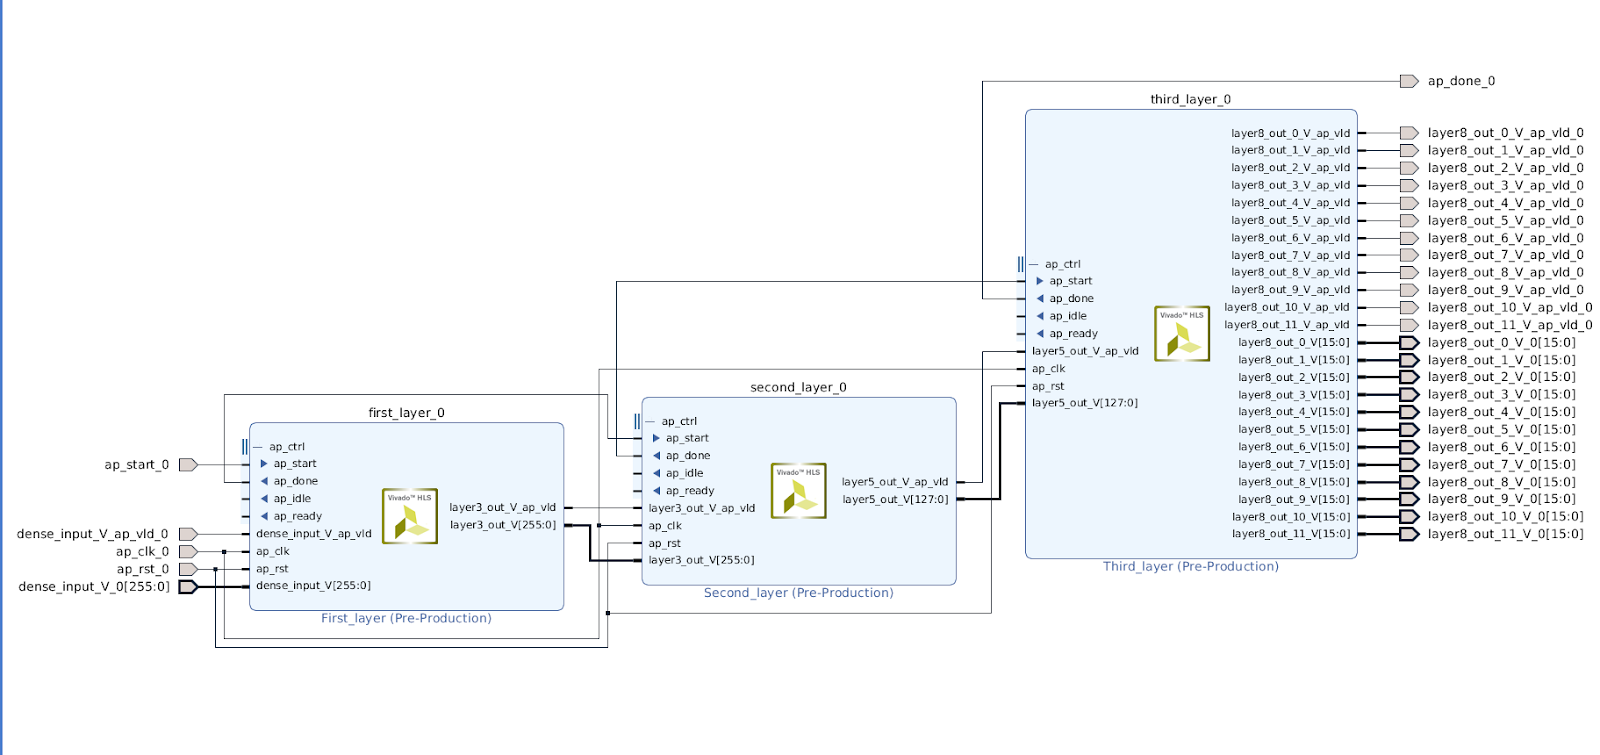 ap_done_0
third_layer_0
layer8_out_0_V_ap_vld
layer8_out_1_V_ap_vld
layer8_out_2_V_ap_vld
layer8_out_3_V_ap_vld
layer8_out_4_V_ap_vld
layer8_out_5_V_ap_vld
layer8_out_6_V_ap_vld
layer8_out_7_V_ap_vld
layer8_out_8_V_ap_vld
layer8_out_9_V_ap_vld
layer8_out_10_V_ap_vld
layer8_out_11_V_ap_vld
layer8_out_0_V[15:0]
layer8_out_1_V[15:0]
layer8_out_2_V[15:0]
layer8_out_3_V[15:0]
layer8_out_4_V[15:0]
layer8_out_5_V[15:0]
layer8_out_6_V[15:0]
layer8_out_7_V[15:0]
layer8_out_8_V[15:0]
layer8_out_9_V[15:0]
layer8_out_10_V[15:0]
layer8_out_11_V[15:0]
layer8_out_0_V_ap_vld_0
layer8_out_1_V_ap_vld_0
layer8_out_2_V_ap_vld_0
layer8_out_3_V_ap_vld_0
layer8_out_4_V_ap_vld_0
layer8_out_5_V_ap_vld_0
layer8_out_6_V_ap_vld_0
layer8_out_7_V_ap_vld_0
layer8_out_8_V_ap_vld_0
layer8_out_9_V_ap_vld_0
layer8_out_10_V_ap_vld_0
layer8_out_11_V_ap_vld_0
layer8_out_0_V_0[15:0]
layer8_out_1_V_0[15:0]
layer8_out_2_V_0[15:0]
layer8_out_3_V_0[15:0]
layer8_out_4_V_0[15:0]
layer8_out_5_V_0[15:0]
layer8_out_6_V_0[15:0]
layer8_out_7_V_0[15:0]
layer8_out_8_V_0[15:0]
layer8_out_9_V_0[15:0]
layer8_out_10_V_0[15:0]
layer8_out_11_V_0[15:0]
ap_ctrl
ap_start
ap_done
ap_idle
ap_ready
layer5_out_V_ap_vld
ap_clk
ap_rst
layer5_out_V[127:0]
Vivado™ HLS
Third_layer (Pre-Production)
second_layer_0
ap_ctrl
ap_start
ap_done
ap_idle
ap_ready
layer3_out_V_ap_vld
ap_clk
ap_rst
layer3_out_V[255:0]
Vivado™ HLS
layer5_out_V_ap_vld
layer5_out_V[127:0]
Second_layer (Pre-Production)
first_layer_0
ap_ctrl
ap_start
ap_done
ap_idle
ap_ready
dense_input_V_ap_vld
ap_clk
ap_rst
dense_input_V[255:0]
Vivado™ HLS
layer3_out_V_ap_vld
layer3_out_V[255:0]
First_layer (Pre-Production)
ap_start_0
dense_input_V_ap_vld_0
ap_clk_0
ap_rst_0
dense_input_V_0[255:0]